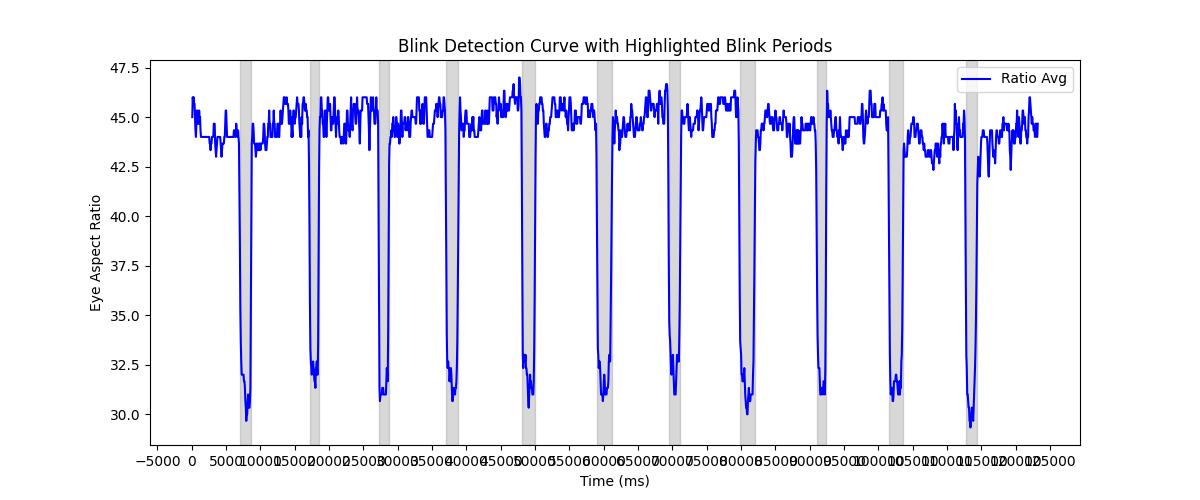 Blink Detection Curve with Highlighted Blink Periods
Ratio Avg
47.5
45.0
42.5
40.0
37.5
35.0
32.5
30.0
Eye Aspect Ratio
−5000 0 5000 10000 15000 20000 25000 30000 35000 40000 45000 50000 55000 60000 65000 70000 75000 80000 85000 90000 95000 100000 105000 110000 115000 120000 125000
Time (ms)